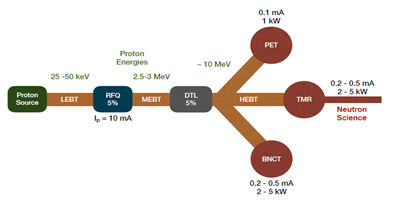 0.1 mA
1 kW
PET
Proton
Energies
~ 10 MeV
25 -50 keV
2.5-3 MeV
0.2 - 0.5 mA
2 - 5 kW
Proton
Source
LEBT
RFQ
5%
MEBT
DTL
5%
HEBT
TMR
Neutron
Science
Ip = 10 mA
BNCT
0.2 - 0.5 mA
2 - 5 kW